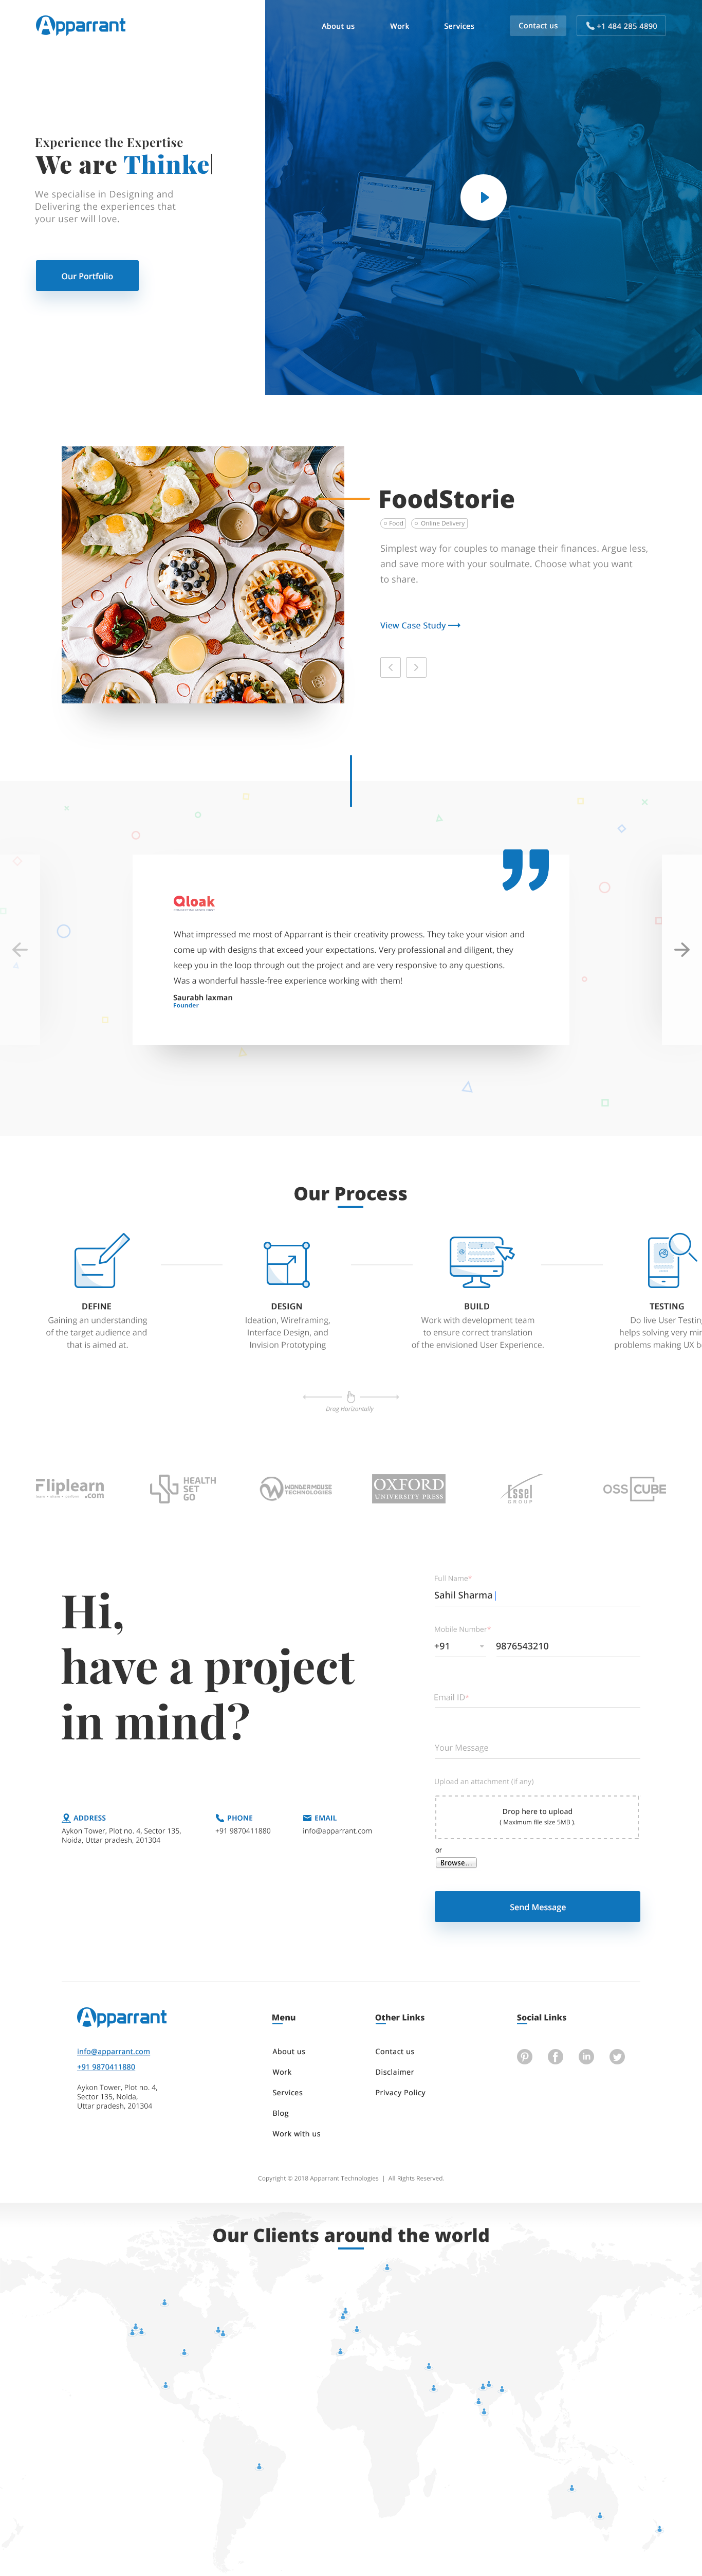 Apparrant
About us
Work
Services
Contact us
+1 484 285 4890
Experience the Expertise
We are Thinke
We specialise in Designing and
Delivering the experiences that
your user will love.
Our Portfolio
FoodStorie
Food
Online Delivery
Simplest way for couples to manage their finances. Argue less,
and save more with your soulmate. Choose what you want
to share.
View Case Study
Qloak
What impressed me most of Apparrant is their creativity prowess. They take your vision and
come up with designs that exceed your expectations. Very professional and diligent, they
keep you in the loop through out the project and are very responsive to any questions.
Was a wonderful hassle-free experience working with them!
Saurabh laxman
Founder
Our Process
DEFINE
Gaining an understanding
of the target audience and
that is aimed at.
DESIGN
Ideation, Wireframing,
Interface Design, and
Invision Prototyping
BUILD
Work with development team
to ensure correct translation
of the envisioned User Experience.
TESTING
Do live User Testin
helps solving very min
problems making UX b
Drag Horizontally
Fliplearn
.com
HEALTH
SET
GO
WONDERMOUSE
TECHNOLOGIES
OXFORD
UNIVERSITY PRESS
Essel
GROUP
OSSCUBE
Hi,
have a project
in mind?
Full Name*
Sahil Sharma
Mobile Number*
+91
9876543210
Email ID*
Your Message
Upload an attachment (if any)
Drop here to upload
( Maximum file size 5MB ).
or
Browse...
Send Message
ADDRESS
Aykon Tower, Plot no. 4, Sector 135,
Noida, Uttar pradesh, 201304
PHONE
+91 9870411880
EMAIL
info@apparrant.com
Apparrant
info@apparrant.com
+91 9870411880
Aykon Tower, Plot no. 4,
Sector 135, Noida,
Uttar pradesh, 201304
Menu
About us
Work
Services
Blog
Work with us
Other Links
Contact us
Disclaimer
Privacy Policy
Social Links
Copyright © 2018 Apparrant Technologies | All Rights Reserved.
Our Clients around the world